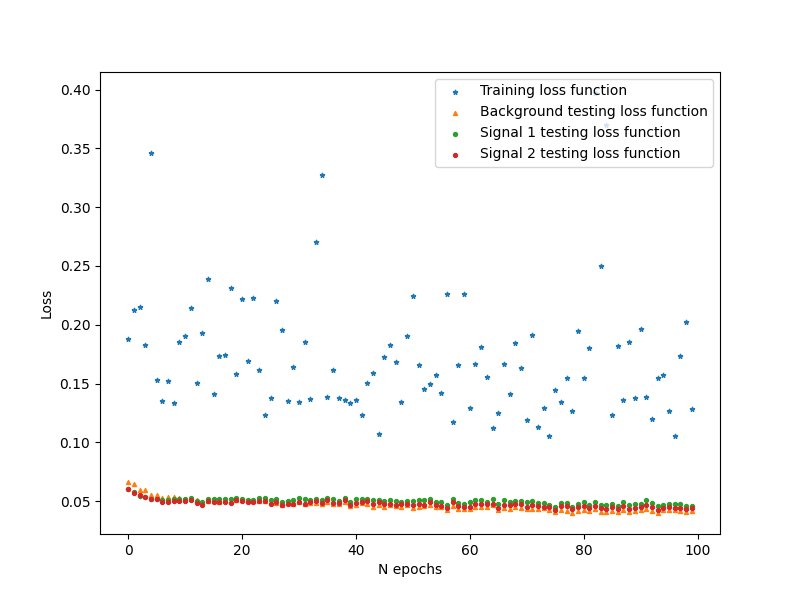 0.40
0.35
0.30
0.25
0.20
0.15
0.10
0.05
Loss
Training loss function
Background testing loss function
Signal 1 testing loss function
Signal 2 testing loss function
0 20 40 60 80 100
N epochs